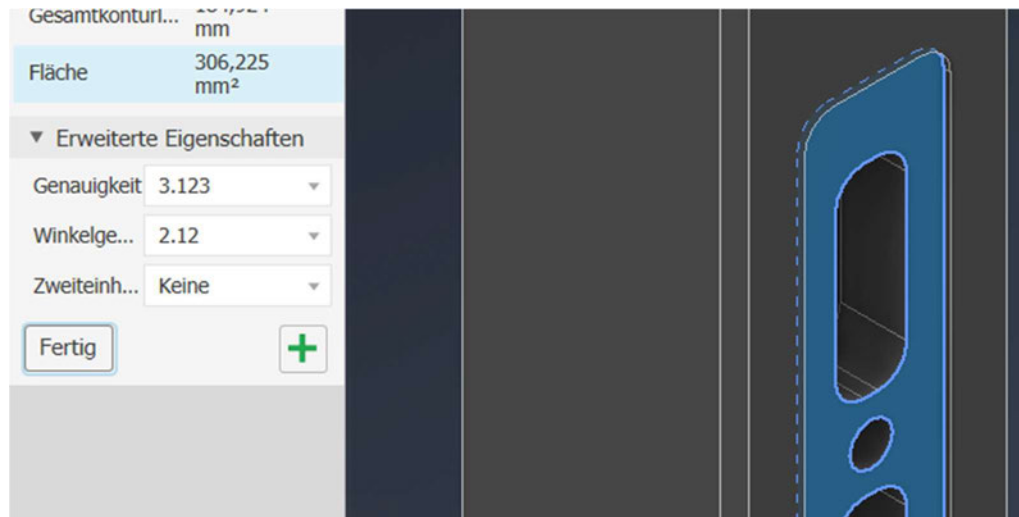 Gesamtkonturl...
mm
Fläche
306,225
mm²
Erweiterte Eigenschaften
Genauigkeit 3.123
Winkelge... 2.12
Zweiteinh... Keine
Fertig